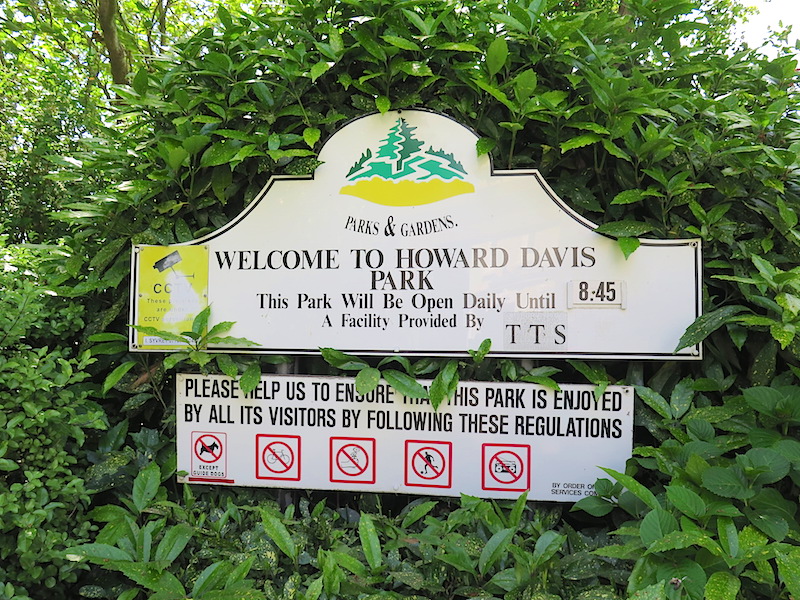 PARKS & GARDENS.
WELCOME TO HOWARD DAVIS
PARK
This Park Will Be Open Daily Until 8:45
A Facility Provided By TTS
CCTV
PLEASE HELP US TO ENSURE THAT THIS PARK IS ENJOYED
BY ALL ITS VISITORS BY FOLLOWING THESE REGULATIONS
EXCEPT
GUIDE DOGS
BY ORDER OF
SERVICES